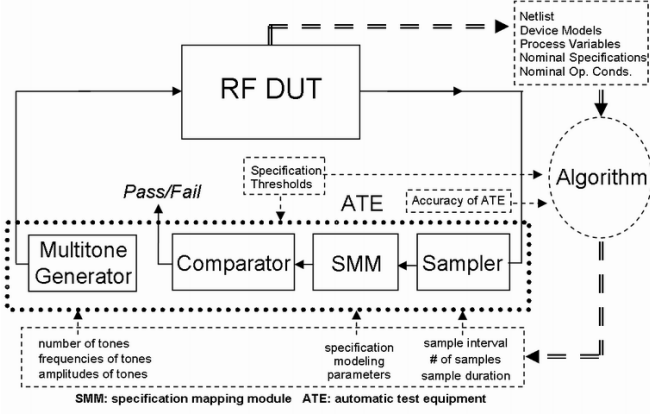 Netlist
Device Models
Process Variables
Nominal Specifications
Nominal Op. Conds.
RF DUT
Specification
Thresholds
Algorithm
Pass/Fail
ATE
Accuracy of ATE
Multitone
Generator
Comparator
SMM
Sampler
number of tones
frequencies of tones
amplitudes of tones
specification
modeling
parameters
sample interval
# of samples
sample duration
SMM: specification mapping module ATE: automatic test equipment